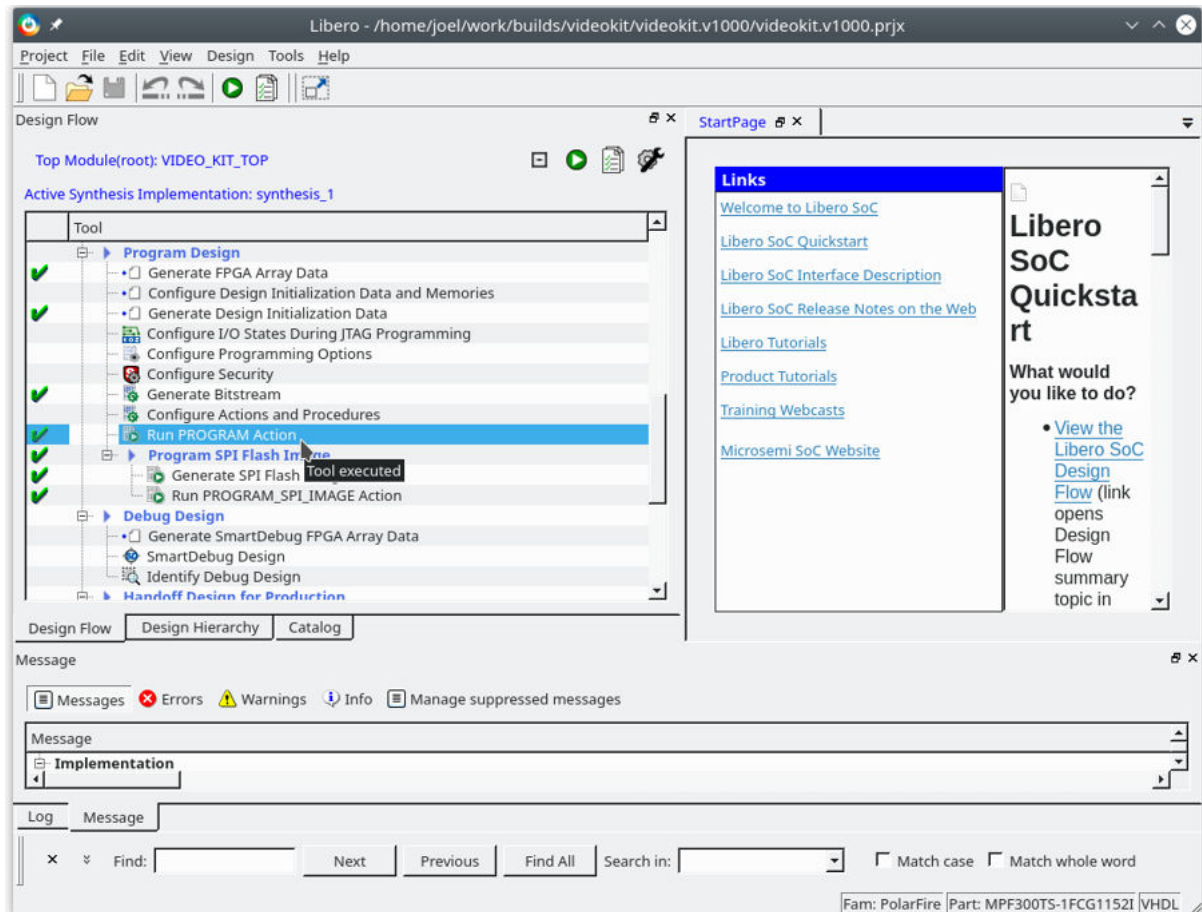 Libero - /home/joel/work/builds/videokit/videokit.v1000/videokit.v1000.prjx
Project File Edit View Design Tools Help
Design Flow
Top Module(root): VIDEO_KIT_TOP
Active Synthesis Implementation: synthesis_1
Tool
Program Design
Generate FPGA Array Data
Configure Design Initialization Data and Memories
Generate Design Initialization Data
Configure I/O States During JTAG Programming
Configure Programming Options
Configure Security
Generate Bitstream
Configure Actions and Procedures
Run PROGRAM Action
Program SPI Flash
Tool executed
Generate SPI Flash
Run PROGRAM_SPI_IMAGE Action
Debug Design
Generate SmartDebug FPGA Array Data
SmartDebug Design
Identify Debug Design
Handoff Design for Production
Design Flow Design Hierarchy Catalog
StartPage
Links
Welcome to Libero SoC
Libero SoC Quickstart
Libero SoC Interface Description
Libero SoC Release Notes on the Web
Libero Tutorials
Product Tutorials
Training Webcasts
Microsemi SoC Website
Libero
SoC
Quicksta
rt
What would
you like to do?
• View the
Libero SoC
Design
Flow (link
opens
Design
Flow
summary
topic in
Message
Messages Errors Warnings Info Manage suppressed messages
Message
Implementation
Log Message
Find: Next Previous Find All Search in: Match case Match whole word
Fam: PolarFire Part: MPF300TS-1FCG1152I VHDL